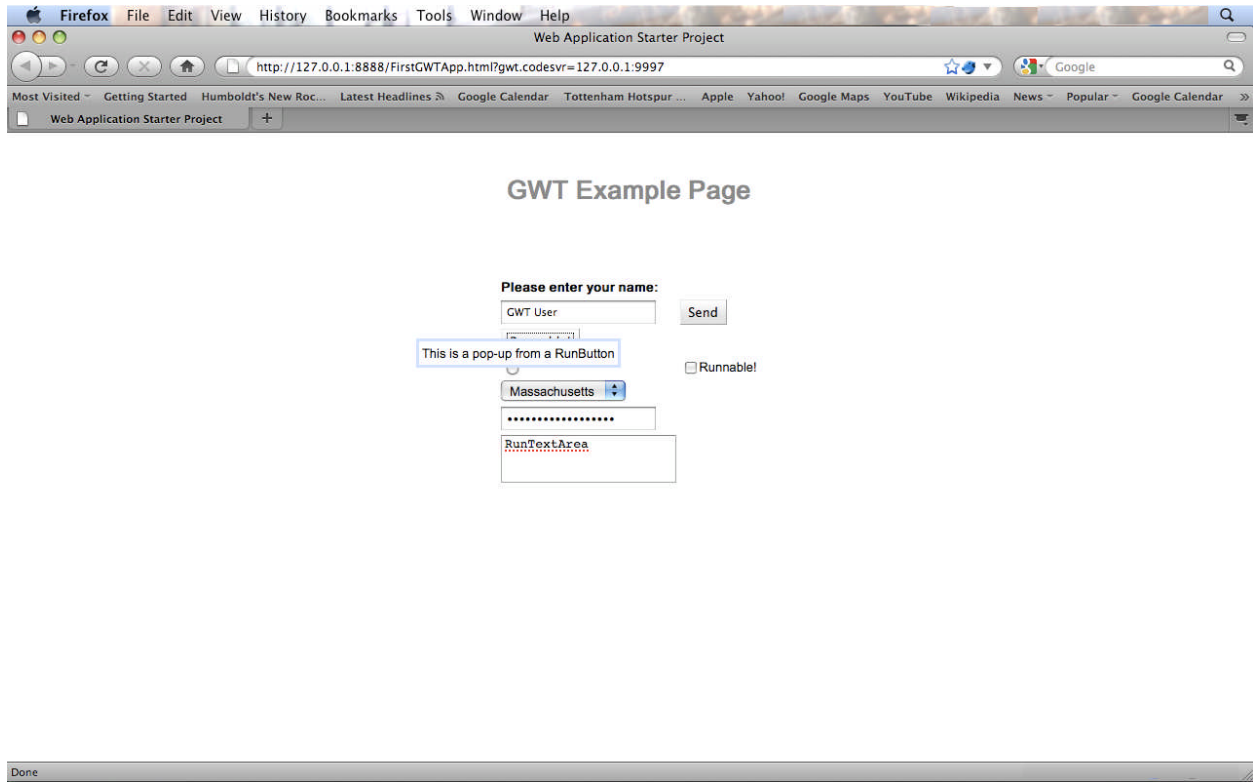 Firefox File Edit View History Bookmarks Tools Window Help
Web Application Starter Project
http://127.0.0.1:8888/FirstGWTApp.html?gwt.codesvr=127.0.0.1:9997
Google
Most Visited Getting Started Humboldt's New Roc... Latest Headlines Google Calendar Tottenham Hotspur ... Apple Yahoo! Google Maps YouTube Wikipedia News Popular Google Calendar »
Web Application Starter Project +
GWT Example Page
Please enter your name:
GWT User Send
This is a pop-up from a RunButton
Runnable!
Massachusetts
••••••••••••••••••
RunTextArea
Done